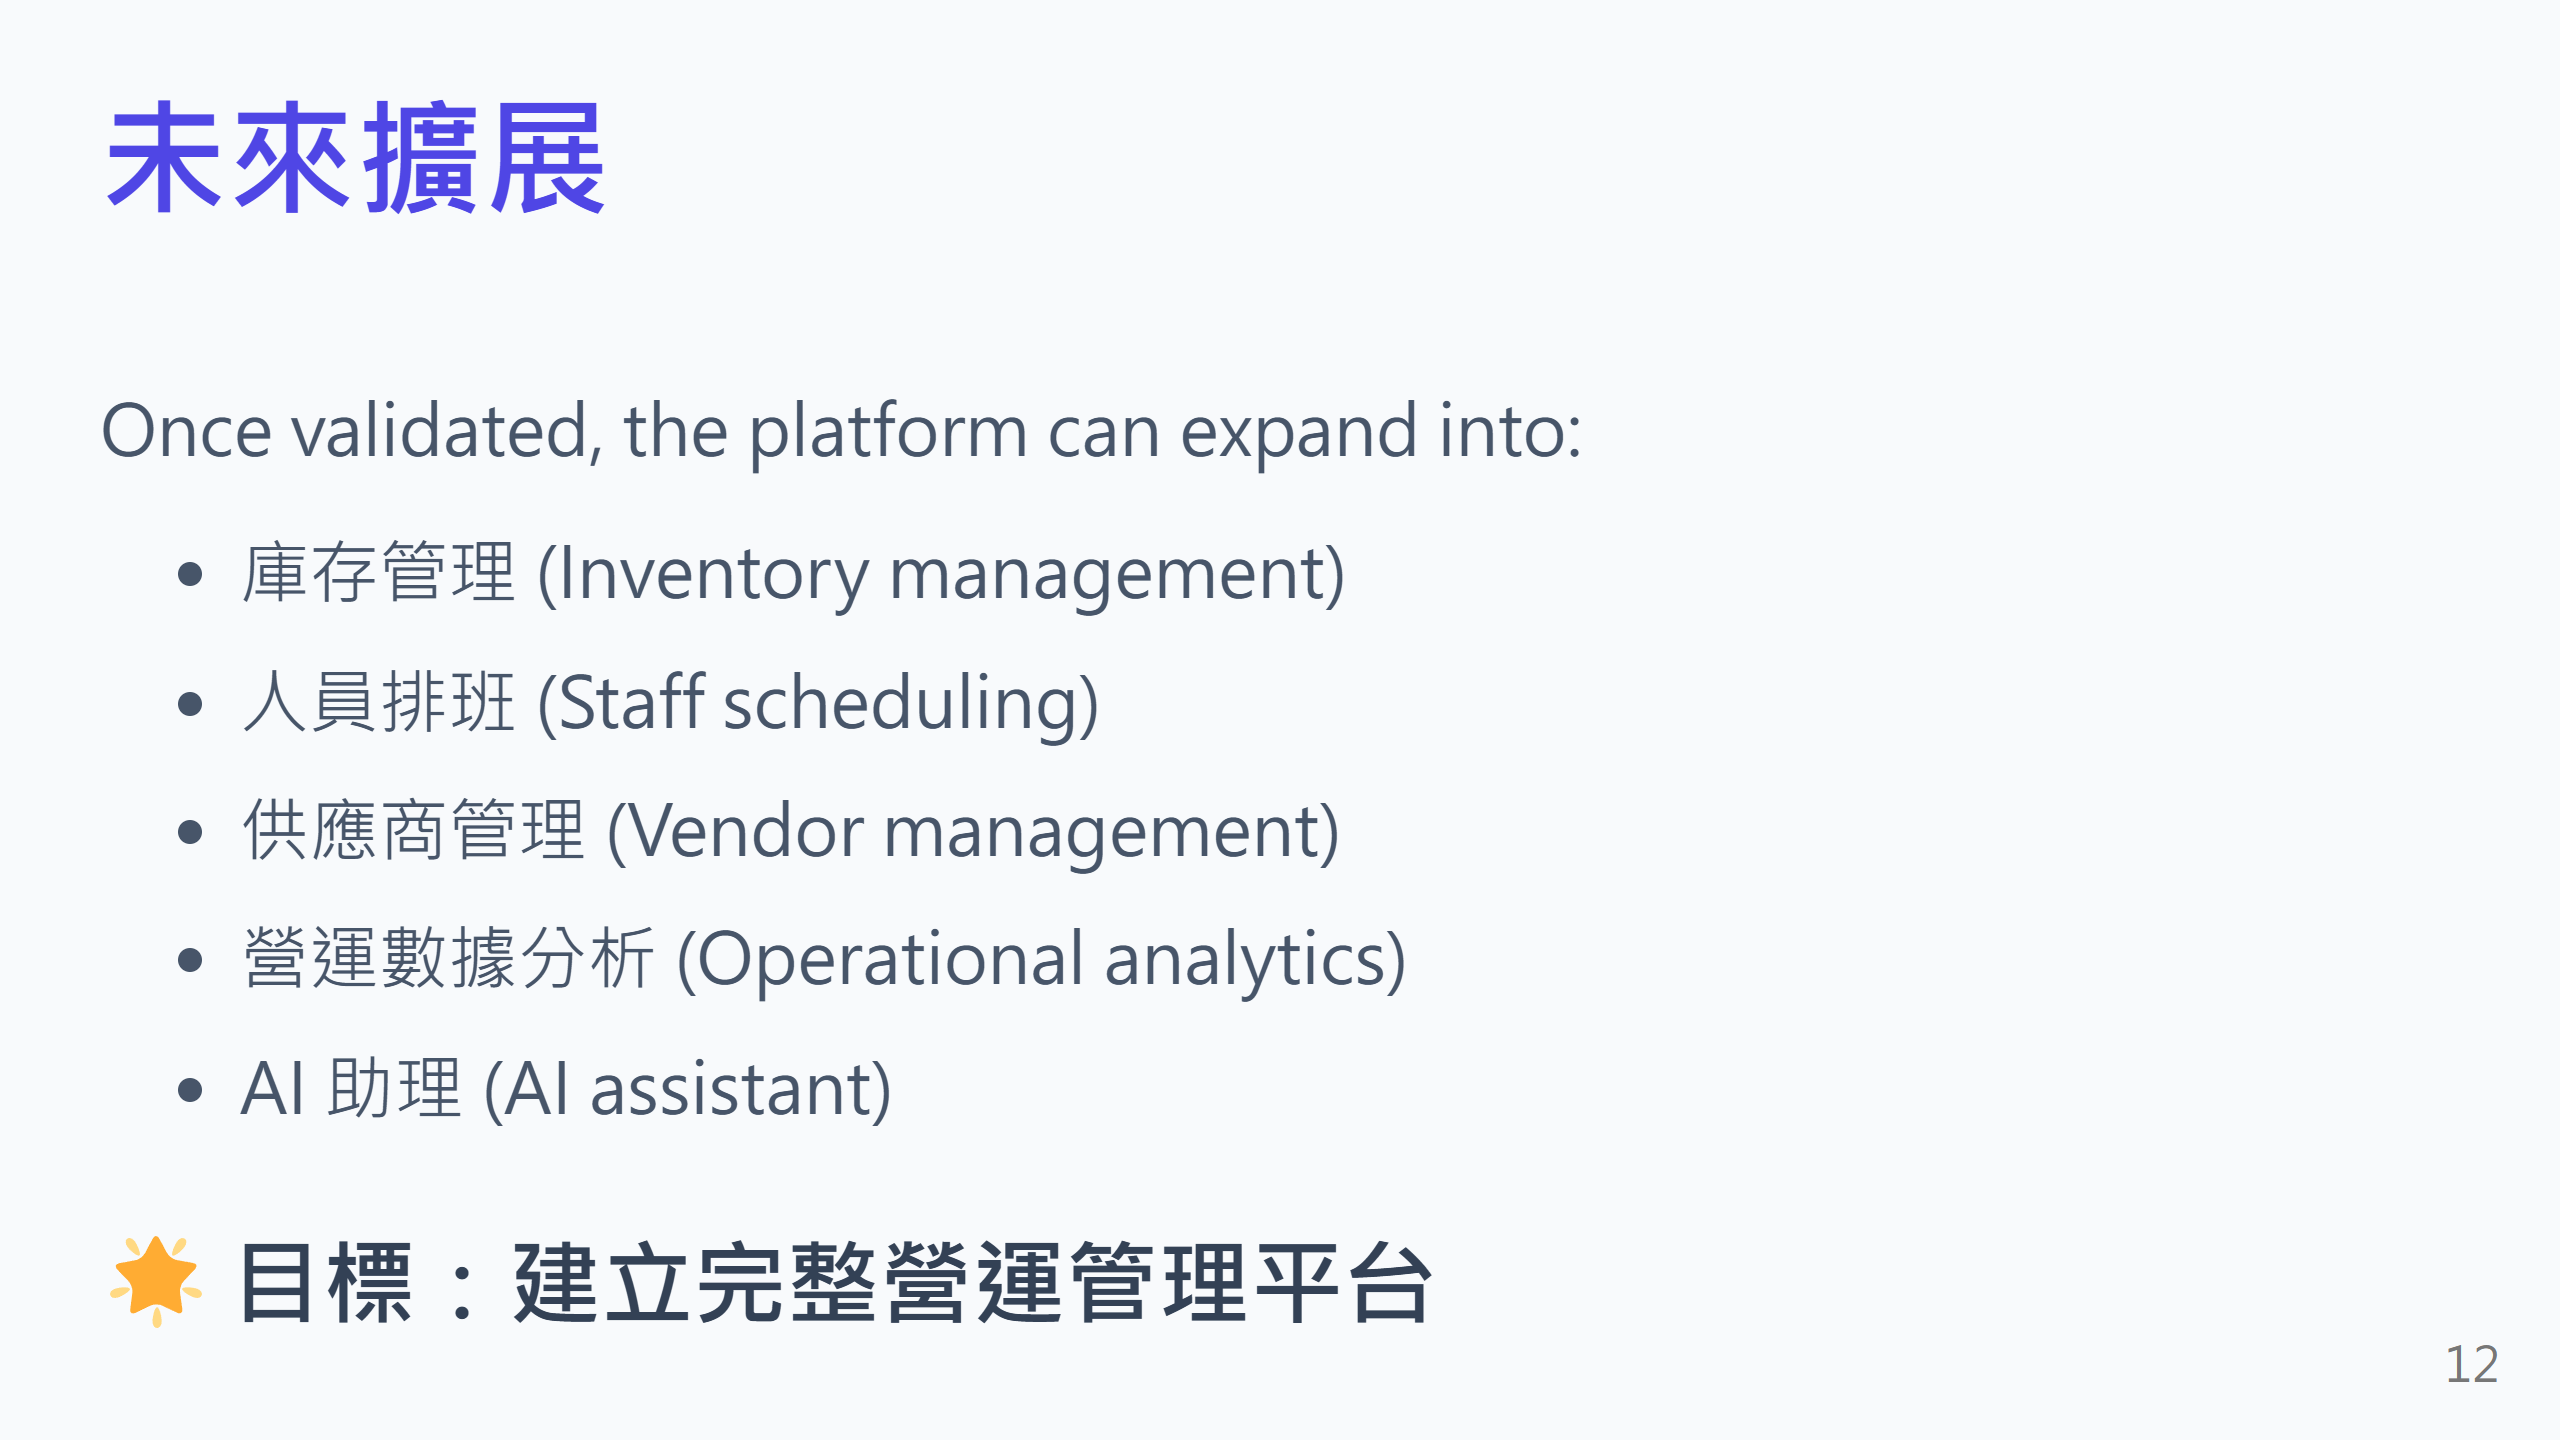 未來擴展
Once validated, the platform can expand into:
• 庫存管理 (Inventory management)
• 人員排班 (Staff scheduling)
• 供應商管理 (Vendor management)
• 營運數據分析 (Operational analytics)
• AI 助理 (AI assistant)
🌟 目標：建立完整營運管理平台
12